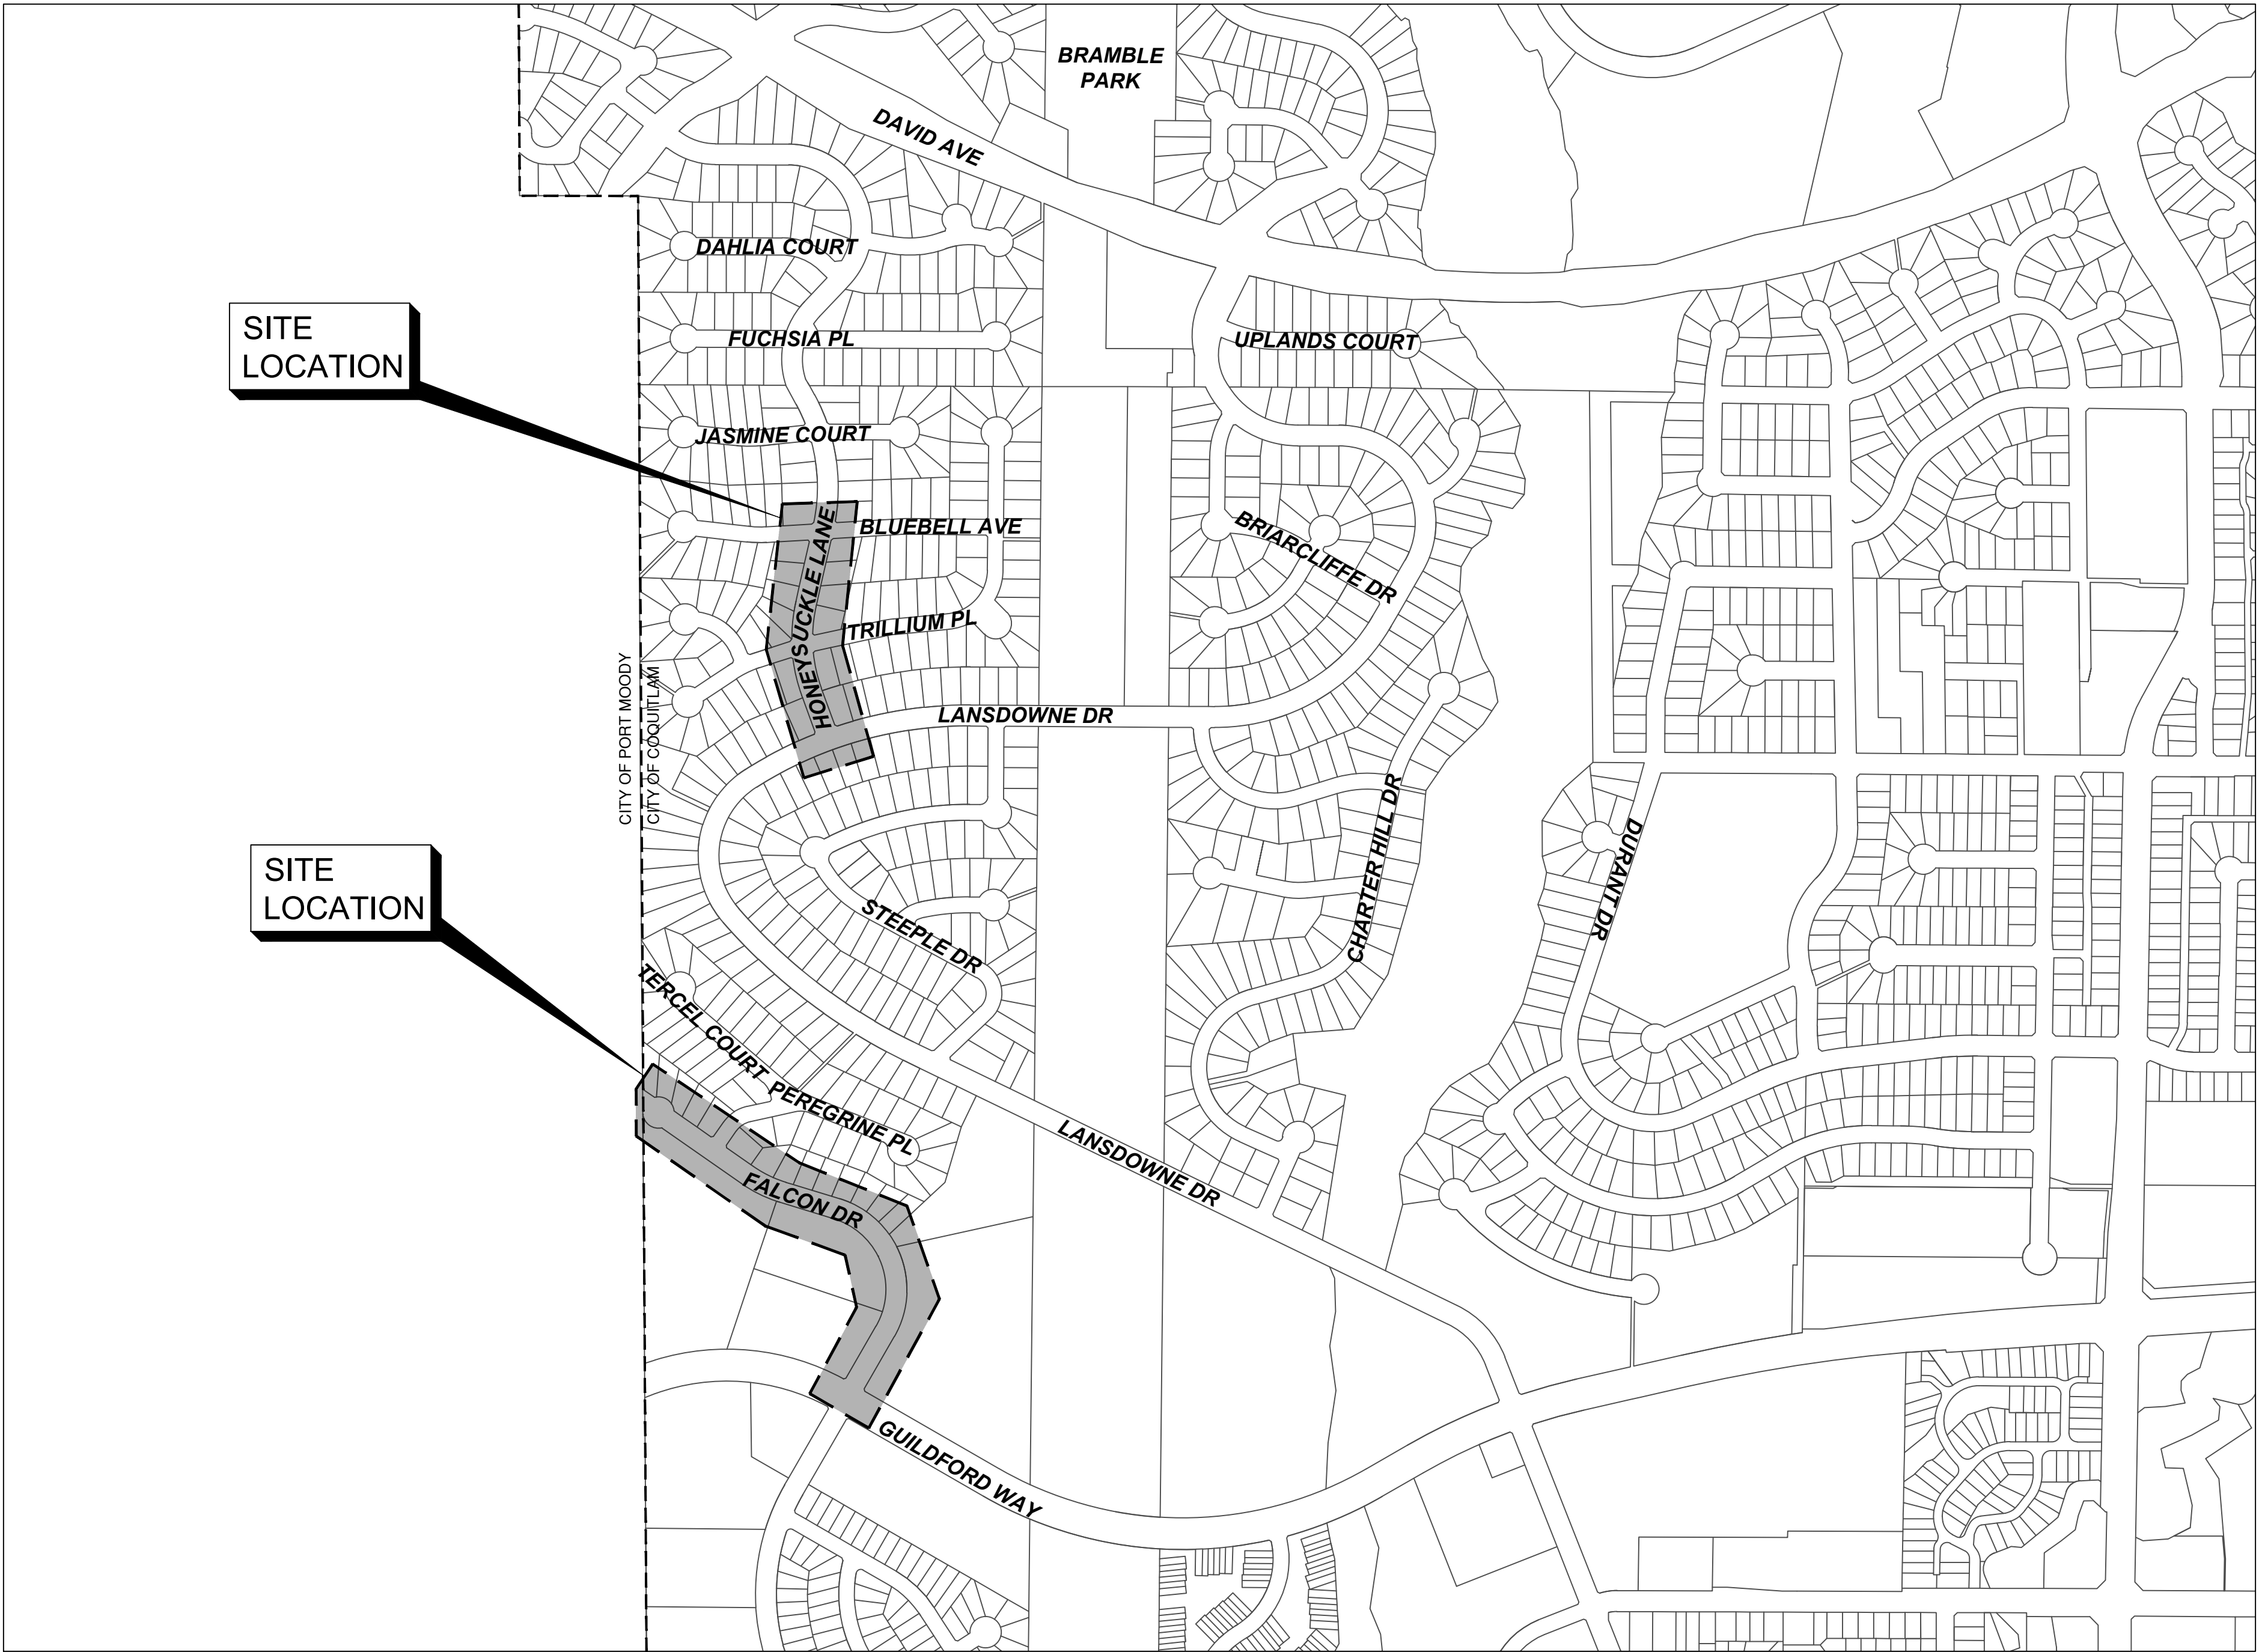 BRAMBLE
PARK
DAVID AVE
DAHLIA COURT
SITE
LOCATION
FUCHSIA PL
UPLANDS COURT
JASMINE COURT
HONEYSUCKLE LANE
BLUEBELL AVE
BRIARCLIFFE DR
TRILLIUM PL
CITY OF PORT MOODY
CITY OF COQUITLAM
LANSDOWNE DR
CHARTER HILL DR
DURANT DR
SITE
LOCATION
STEEPLE DR
TERCEL COURT
PEREGRINE PL
LANSDOWNE DR
FALCON DR
GUILDFORD WAY